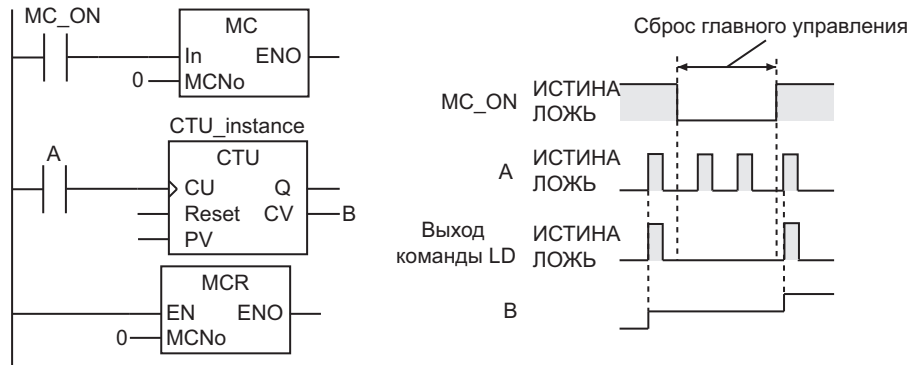 MC_ON
MC
In ENO
0 MCNo
CTU_instance
A
CTU
CU Q
Reset CV B
PV
MCR
EN ENO
0 MCNo
Сброс главного управления
MC_ON ИСТИНА
ЛОЖЬ
A ИСТИНА
ЛОЖЬ
Выход ИСТИНА
команды LD ЛОЖЬ
B